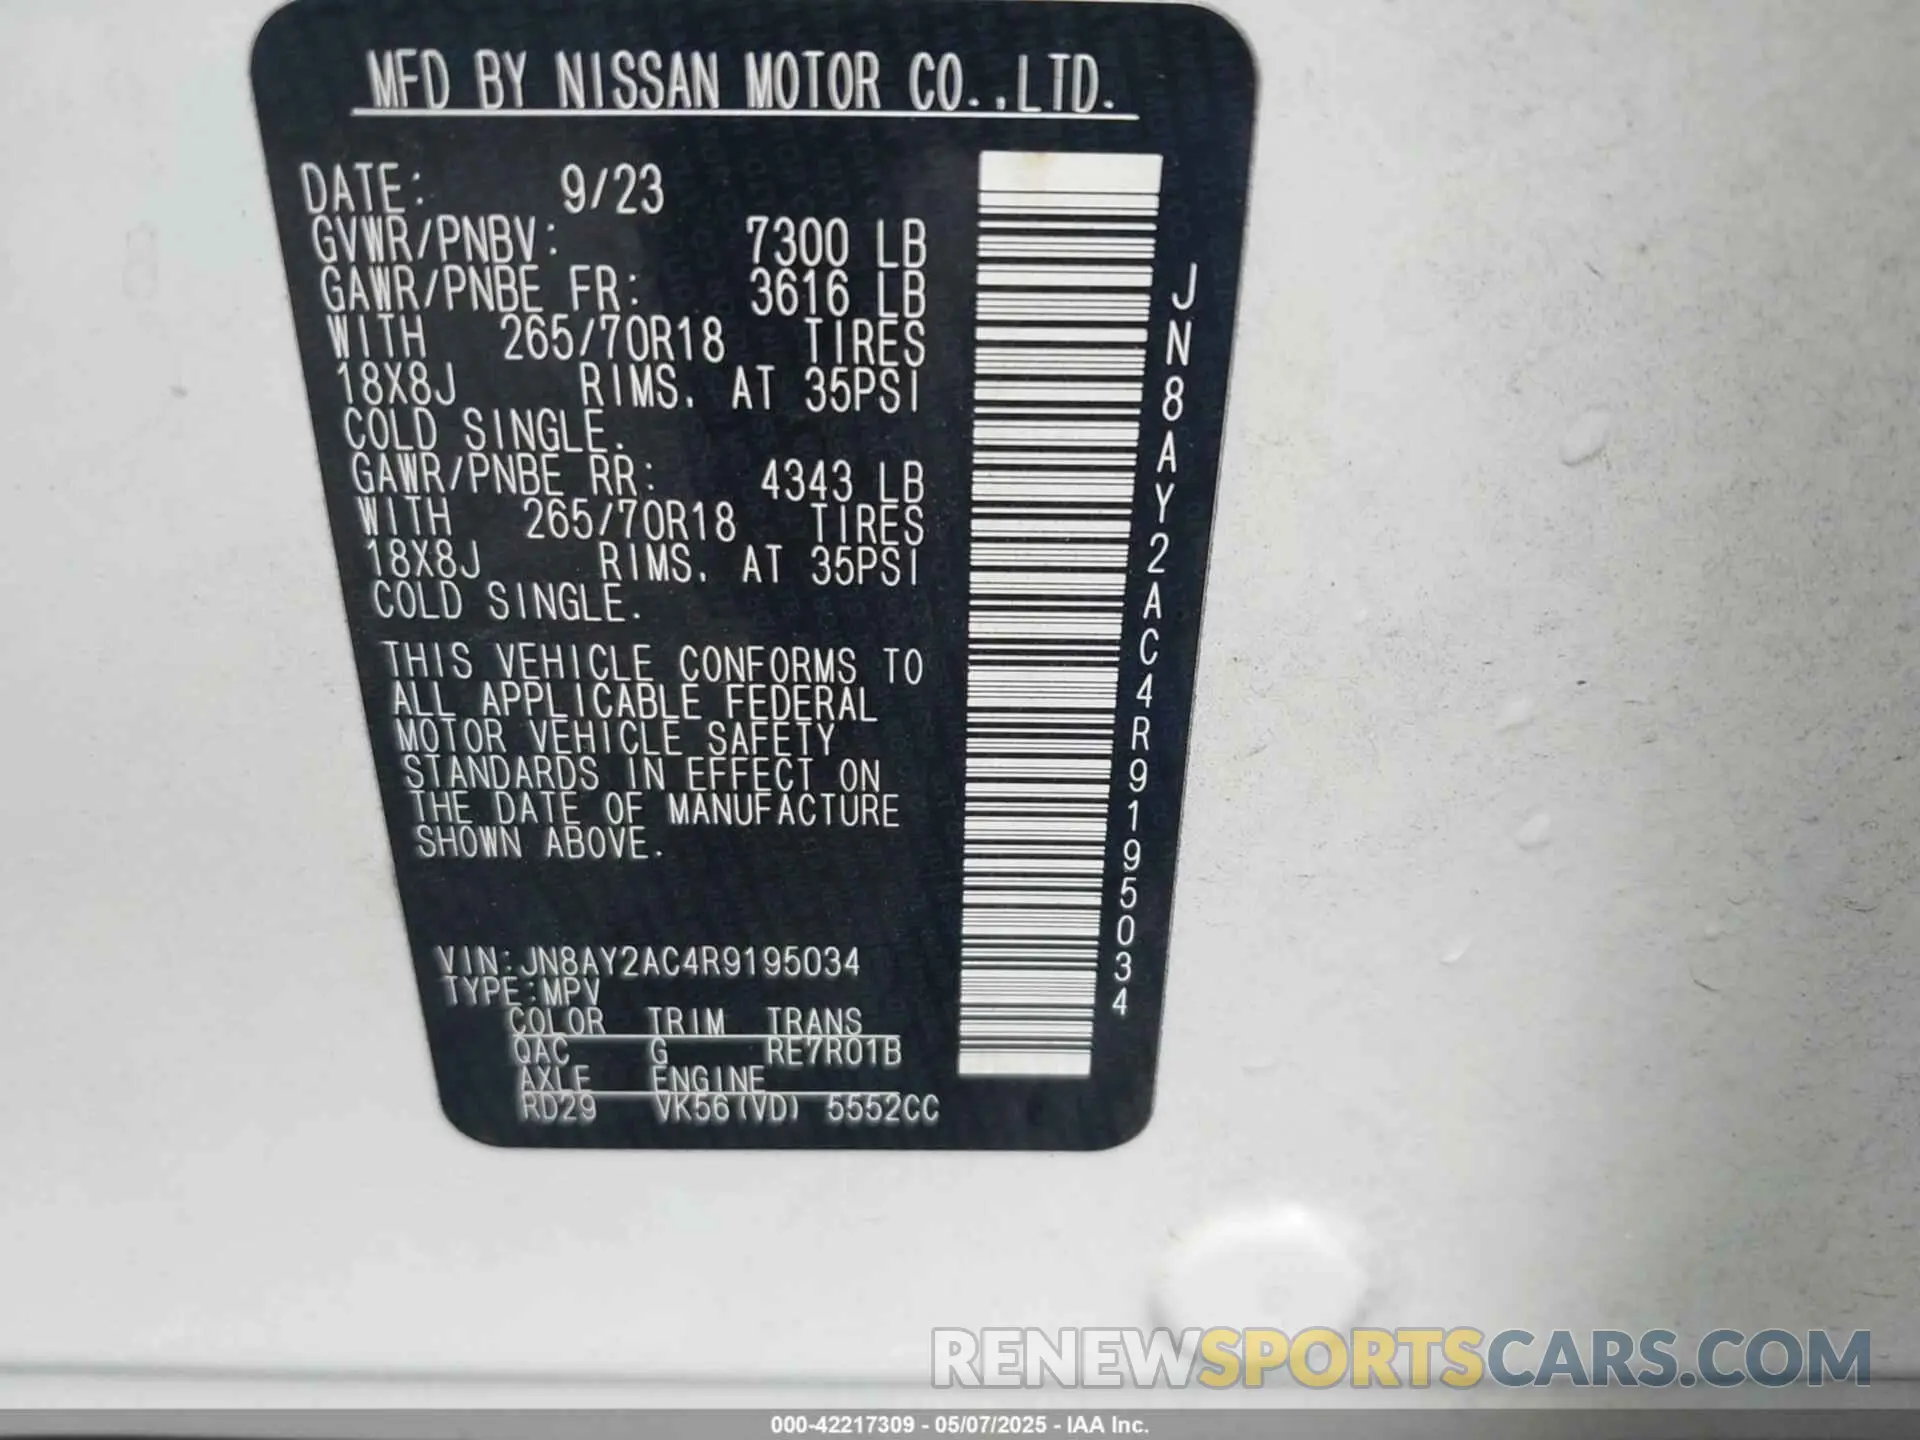 MFD BY NISSAN MOTOR CO.,LTD.
DATE: 9/23
GVWR/PNBV: 7300 LB
GAWR/PNBE FR: 3616 LB
WITH 265/70R18 TIRES
18X8J RIMS. AT 35PSI
COLD SINGLE.
GAWR/PNBE RR: 4343 LB
WITH 265/70R18 TIRES
18X8J RIMS. AT 35PSI
COLD SINGLE.
THIS VEHICLE CONFORMS TO
ALL APPLICABLE FEDERAL
MOTOR VEHICLE SAFETY
STANDARDS IN EFFECT ON
THE DATE OF MANUFACTURE
SHOWN ABOVE.
VIN:JN8AY2AC4R9195034
TYPE:MPV
COLOR TRIM TRANS
QAC G RE7R01B
AXLE ENGINE
RD29 VK56(VD) 5552CC
JN8AY2AC4R9195034
RENEWSPORTSCARS.COM
000-42217309 - 05/07/2025 - IAA Inc.